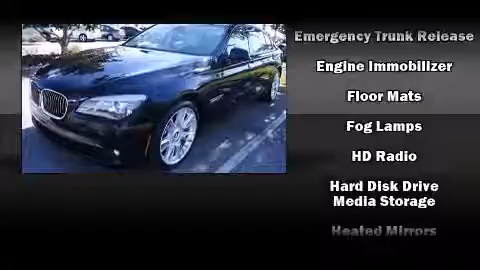 Emergency Trunk Release
Engine Immobilizer
Floor Mats
Fog Lamps
HD Radio
Hard Disk Drive
Media Storage
Heated Mirrors